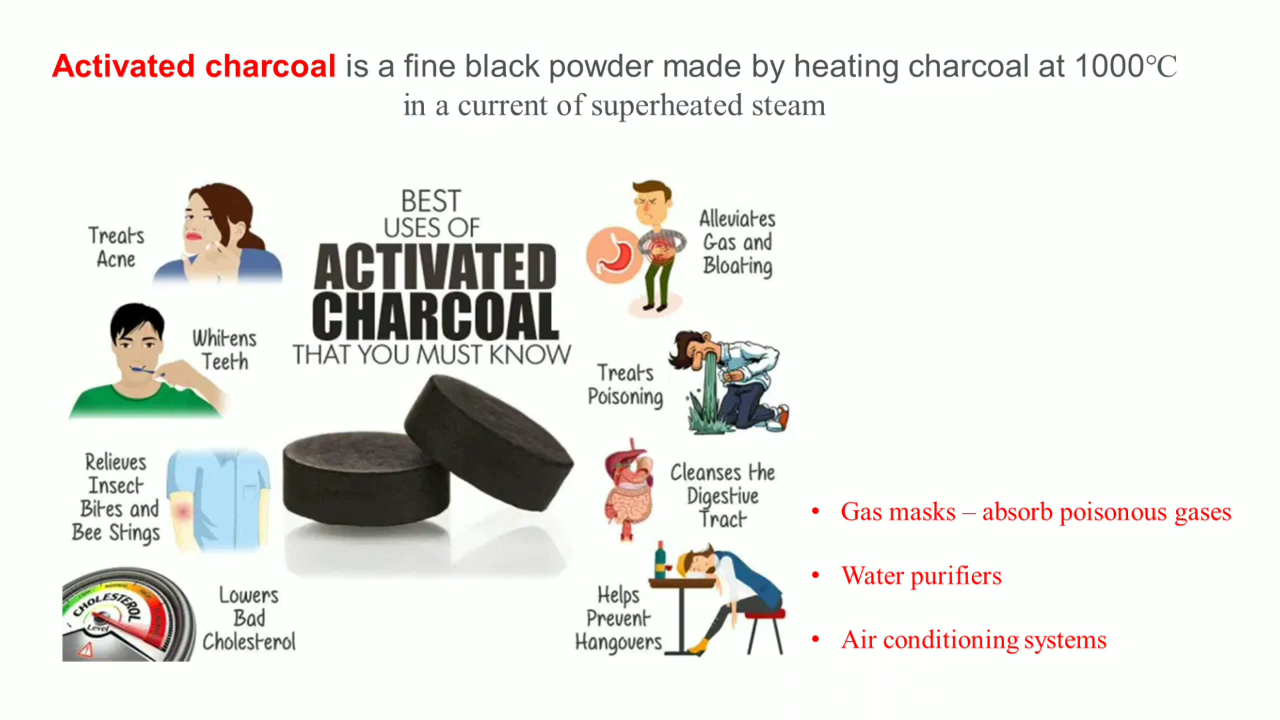 Activated charcoal is a fine black powder made by heating charcoal at 1000℃
in a current of superheated steam
BEST
USES OF
ACTIVATED
CHARCOAL
THAT YOU MUST KNOW
Treats
Acne
Whitens
Teeth
Relieves
Insect
Bites and
Bee Stings
CHOLESTEROL
Level
Lowers
Bad
Cholesterol
Alleviates
Gas and
Bloating
Treats
Poisoning
Cleanses the
Digestive
Tract
Helps
Prevent
Hangovers
• Gas masks – absorb poisonous gases
• Water purifiers
• Air conditioning systems